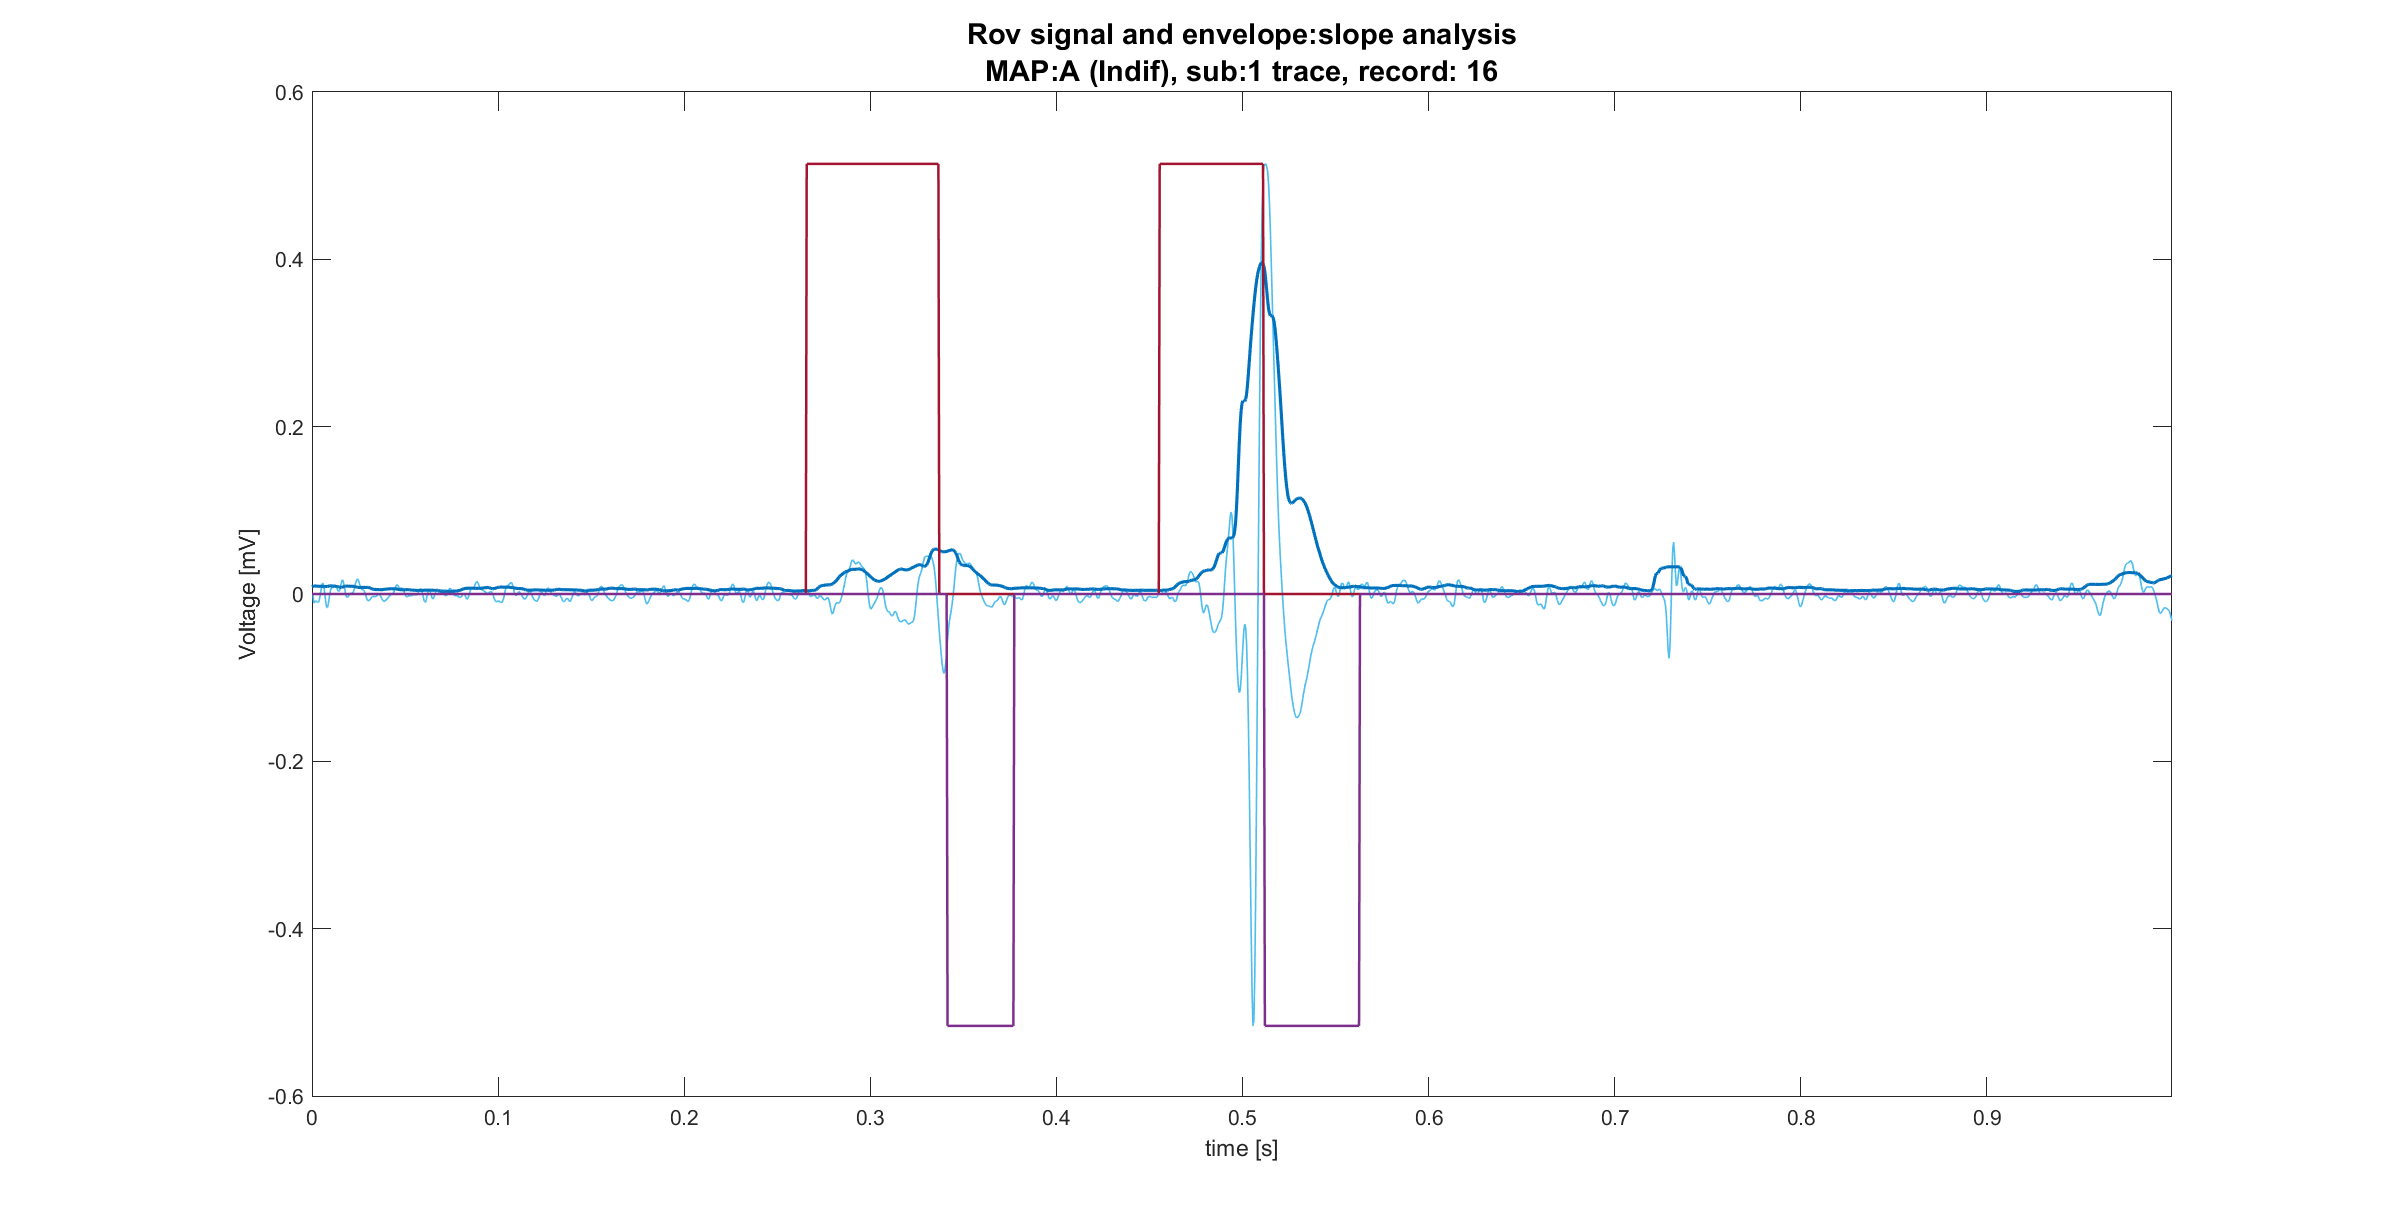 Rov signal and envelope:slope analysis
MAP:A (Indif), sub:1 trace, record: 16
0.6
0.4
0.2
0
-0.2
-0.4
-0.6
Voltage [mV]
0 0.1 0.2 0.3 0.4 0.5 0.6 0.7 0.8 0.9
time [s]